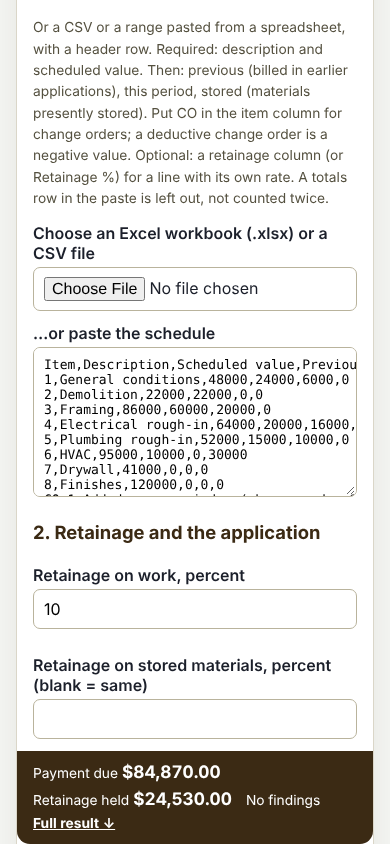 Or a CSV or a range pasted from a spreadsheet,
with a header row. Required: description and
scheduled value. Then: previous (billed in earlier
applications), this period, stored (materials
presently stored). Put CO in the item column for
change orders; a deductive change order is a
negative value. Optional: a retainage column (or
Retainage %) for a line with its own rate. A totals
row in the paste is left out, not counted twice.
Choose an Excel workbook (.xlsx) or a
CSV file
Choose File No file chosen
...or paste the schedule
Item,Description,Scheduled value,Previou
1,General conditions,48000,24000,6000,0
2,Demolition,22000,22000,0,0
3,Framing,86000,60000,20000,0
4,Electrical rough-in,64000,20000,16000,
5,Plumbing rough-in,52000,15000,10000,0
6,HVAC,95000,10000,0,30000
7,Drywall,41000,0,0,0
8,Finishes,120000,0,0,0
2. Retainage and the application
Retainage on work, percent
10
Retainage on stored materials, percent
(blank = same)
Payment due $84,870.00
Retainage held $24,530.00 No findings
Full result ↓